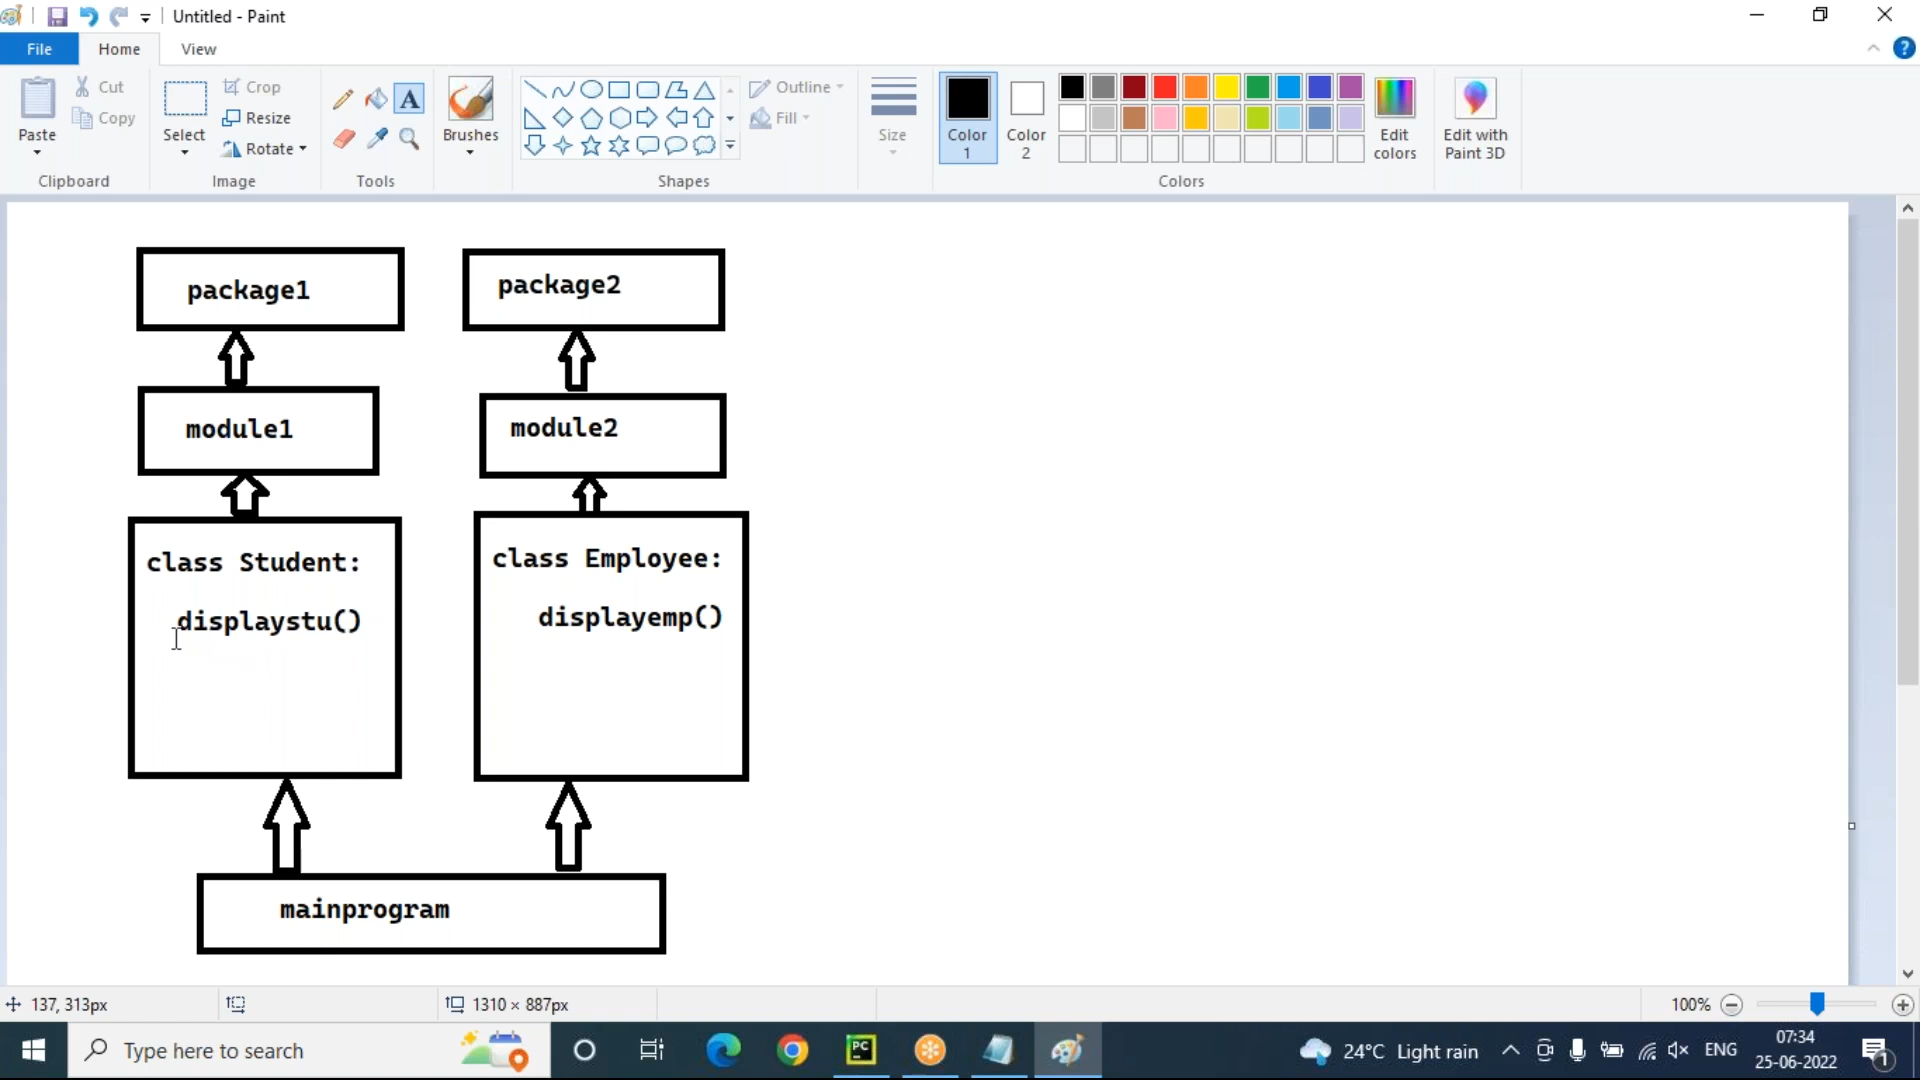 Untitled - Paint
File Home View
Paste
Cut
Copy
Clipboard
Select
Crop
Resize
Rotate
Image
A
Tools
Brushes
Shapes
Outline
Fill
Size
Color 1
Color 2
Edit colors
Colors
Edit with Paint 3D
package1
package2
module1
module2
class Student:
displaystu()
class Employee:
displayemp()
mainprogram
137, 313px
1310 × 887px
100%
Type here to search
PC
24°C Light rain
ENG
07:34
25-06-2022
1